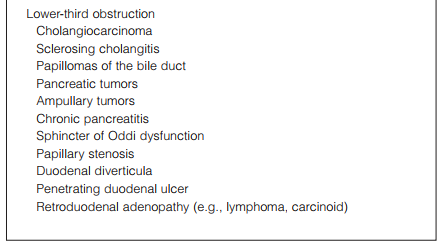 Lower-third obstruction
Cholangiocarcinoma
Sclerosing cholangitis
Papillomas of the bile duct
Pancreatic tumors
Ampullary tumors
Chronic pancreatitis
Sphincter of Oddi dysfunction
Papillary stenosis
Duodenal diverticula
Penetrating duodenal ulcer
Retroduodenal adenopathy (e.g., lymphoma, carcinoid)